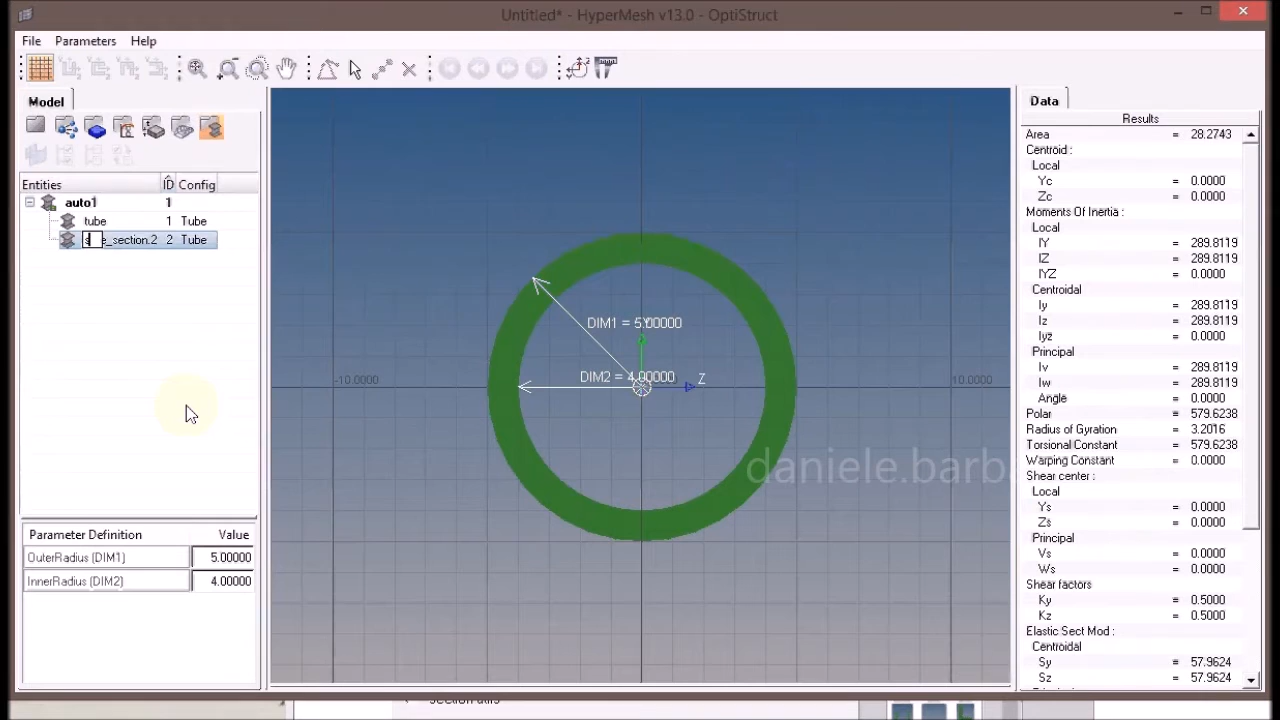 Untitled* - HyperMesh v13.0 - OptiStruct
File Parameters Help
Model
Entities ID Config
auto1 1
tube 1 Tube
e_section.2 2 Tube
Parameter Definition Value
OuterRadius (DIM1) 5.00000
InnerRadius (DIM2) 4.00000
DIM1 = 5.00000
Y
DIM2 = 4.00000
Z
-10.0000
10.0000
daniele.barba
Data
Results
Area = 28.2743
Centroid :
Local
Yc = 0.0000
Zc = 0.0000
Moments Of Inertia :
Local
IY = 289.8119
IZ = 289.8119
IYZ = 0.0000
Centroidal
Iy = 289.8119
Iz = 289.8119
Iyz = 0.0000
Principal
Iv = 289.8119
Iw = 289.8119
Angle = 0.0000
Polar = 579.6238
Radius of Gyration = 3.2016
Torsional Constant = 579.6238
Warping Constant = 0.0000
Shear center :
Local
Ys = 0.0000
Zs = 0.0000
Principal
Vs = 0.0000
Ws = 0.0000
Shear factors
Ky = 0.5000
Kz = 0.5000
Elastic Sect Mod :
Centroidal
Sy = 57.9624
Sz = 57.9624